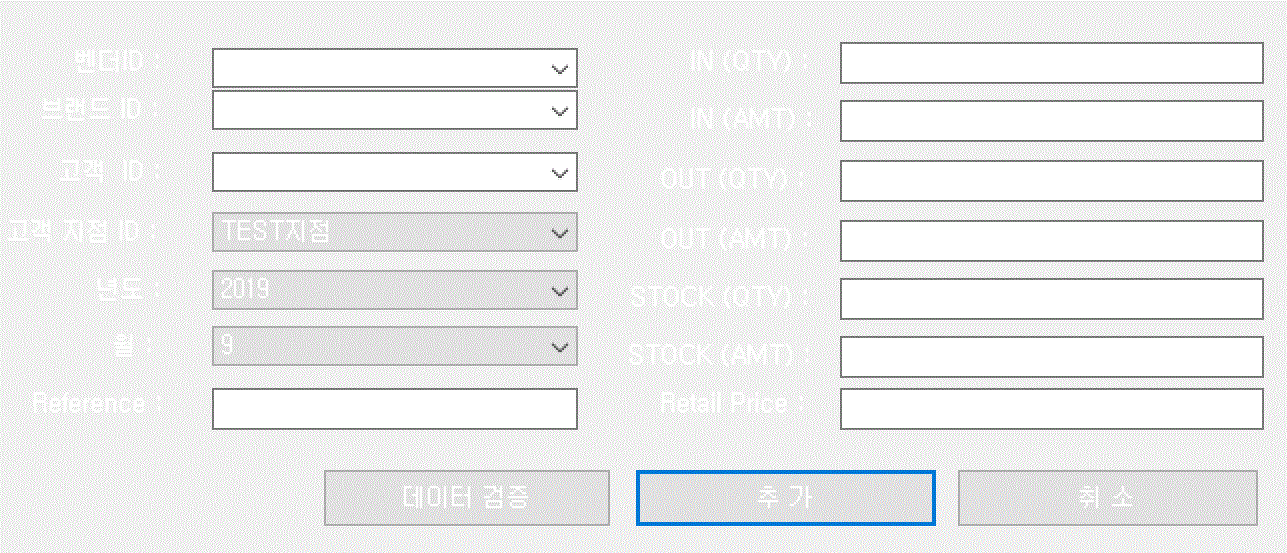 벤더ID :
브랜드 ID :
고객 ID :
고객 지점 ID :
TEST지점
년도 :
2019
월 :
9
Reference :
IN (QTY) :
IN (AMT) :
OUT (QTY) :
OUT (AMT) :
STOCK (QTY) :
STOCK (AMT) :
Retail Price :
데이터 검증
추 가
취 소